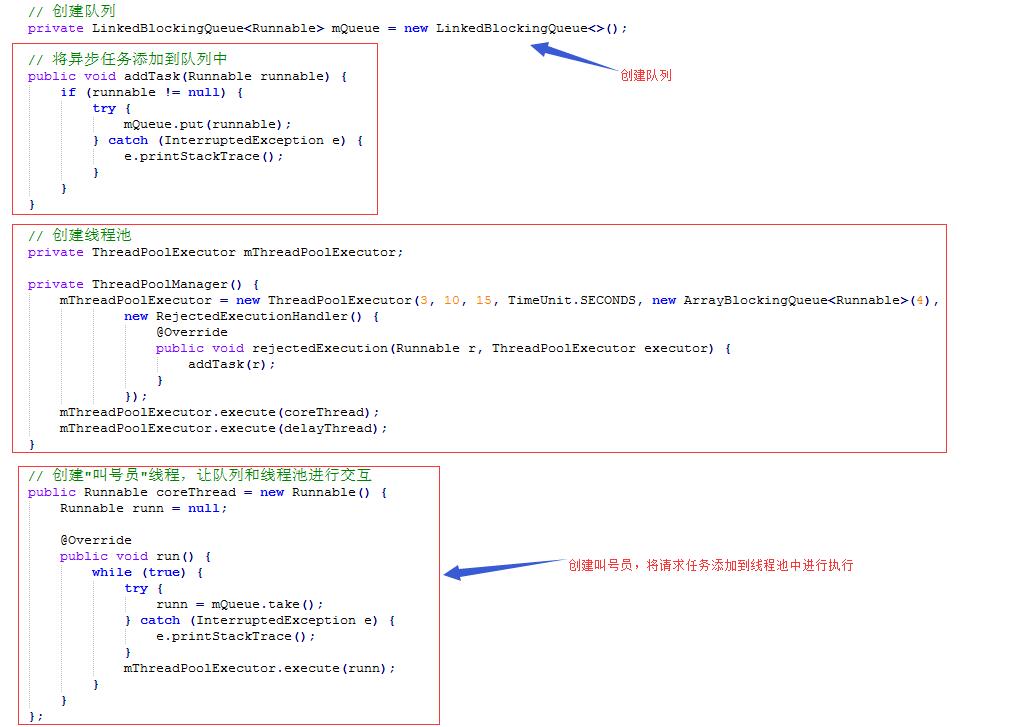 // 创建队列
private LinkedBlockingQueue<Runnable> mQueue = new LinkedBlockingQueue<>();
创建队列
// 将异步任务添加到队列中
public void addTask(Runnable runnable) {
if (runnable != null) {
try {
mQueue.put(runnable);
} catch (InterruptedException e) {
e.printStackTrace();
}
}
}
// 创建线程池
private ThreadPoolExecutor mThreadPoolExecutor;
private ThreadPoolManager() {
mThreadPoolExecutor = new ThreadPoolExecutor(3, 10, 15, TimeUnit.SECONDS, new ArrayBlockingQueue<Runnable>(4),
new RejectedExecutionHandler() {
@Override
public void rejectedExecution(Runnable r, ThreadPoolExecutor executor) {
addTask(r);
}
});
mThreadPoolExecutor.execute(coreThread);
mThreadPoolExecutor.execute(delayThread);
}
// 创建"叫号员"线程，让队列和线程池进行交互
public Runnable coreThread = new Runnable() {
Runnable runn = null;
@Override
public void run() {
while (true) {
try {
runn = mQueue.take();
} catch (InterruptedException e) {
e.printStackTrace();
}
mThreadPoolExecutor.execute(runn);
}
}
};
创建叫号员，将请求任务添加到线程池中进行执行